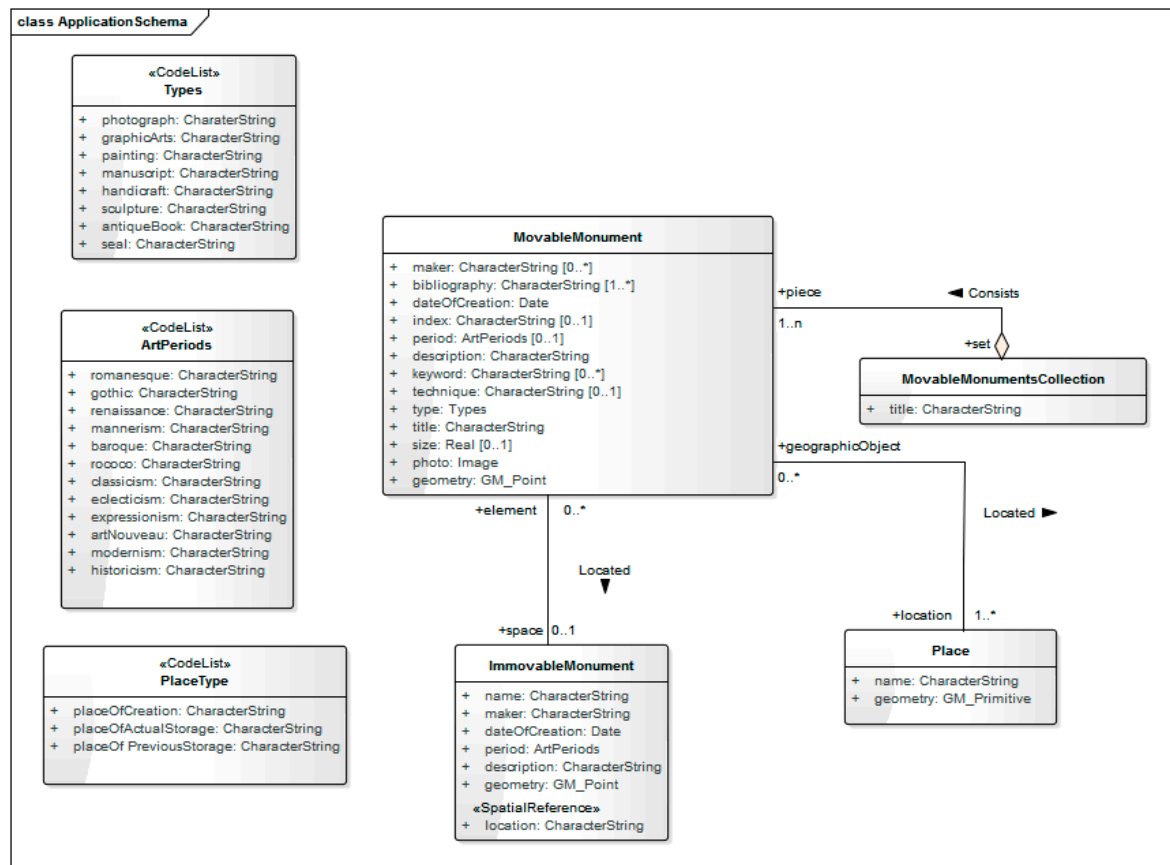 class ApplicationSchema
«CodeList»
Types
+ photograph: CharaterString
+ graphicArts: CharacterString
+ painting: CharacterString
+ manuscript: CharacterString
+ handicraft: CharacterString
+ sculpture: CharacterString
+ antiqueBook: CharacterString
+ seal: CharacterString
«CodeList»
ArtPeriods
+ romanesque: CharacterString
+ gothic: CharacterString
+ renaissance: CharacterString
+ mannerism: CharacterString
+ baroque: CharacterString
+ rococo: CharacterString
+ classicism: CharacterString
+ eclecticism: CharacterString
+ expressionism: CharacterString
+ artNouveau: CharacterString
+ modernism: CharacterString
+ historicism: CharacterString
«CodeList»
PlaceType
+ placeOfCreation: CharacterString
+ placeOfActualStorage: CharacterString
+ placeOf PreviousStorage: CharacterString
MovableMonument
+ maker: CharacterString [0..*]
+ bibliography: CharacterString [1..*]
+ dateOfCreation: Date
+ index: CharacterString [0..1]
+ period: ArtPeriods [0..1]
+ description: CharacterString
+ keyword: CharacterString [0..*]
+ technique: CharacterString [0..1]
+ type: Types
+ title: CharacterString
+ size: Real [0..1]
+ photo: Image
+ geometry: GM_Point
+piece
Consists
1..n
+set
MovableMonumentsCollection
+ title: CharacterString
+geographicObject
0..*
Located
+location 1..*
Place
+ name: CharacterString
+ geometry: GM_Primitive
+element 0..*
Located
+space 0..1
ImmovableMonument
+ name: CharacterString
+ maker: CharacterString
+ dateOfCreation: Date
+ period: ArtPeriods
+ description: CharacterString
+ geometry: GM_Point
«SpatialReference»
+ location: CharacterString